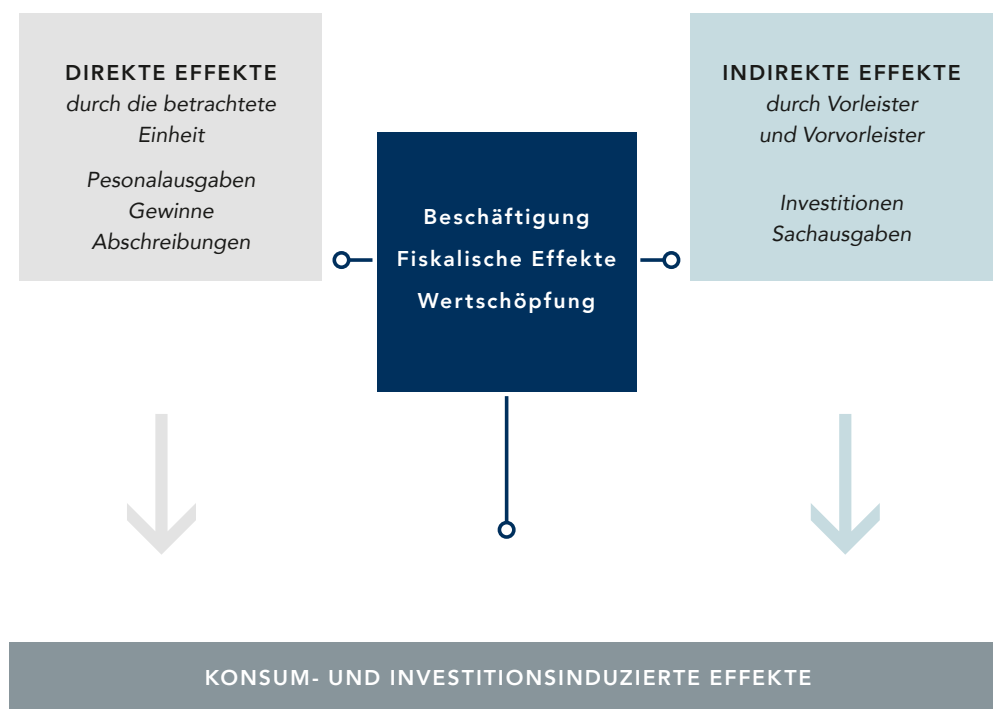 DIREKTE EFFEKTE
durch die betrachtete
Einheit
Pesonalausgaben
Gewinne
Abschreibungen
Beschäftigung
Fiskalische Effekte
Wertschöpfung
INDIREKTE EFFEKTE
durch Vorleister
und Vorvorleister
Investitionen
Sachausgaben
KONSUM- UND INVESTITIONSINDUZIERTE EFFEKTE